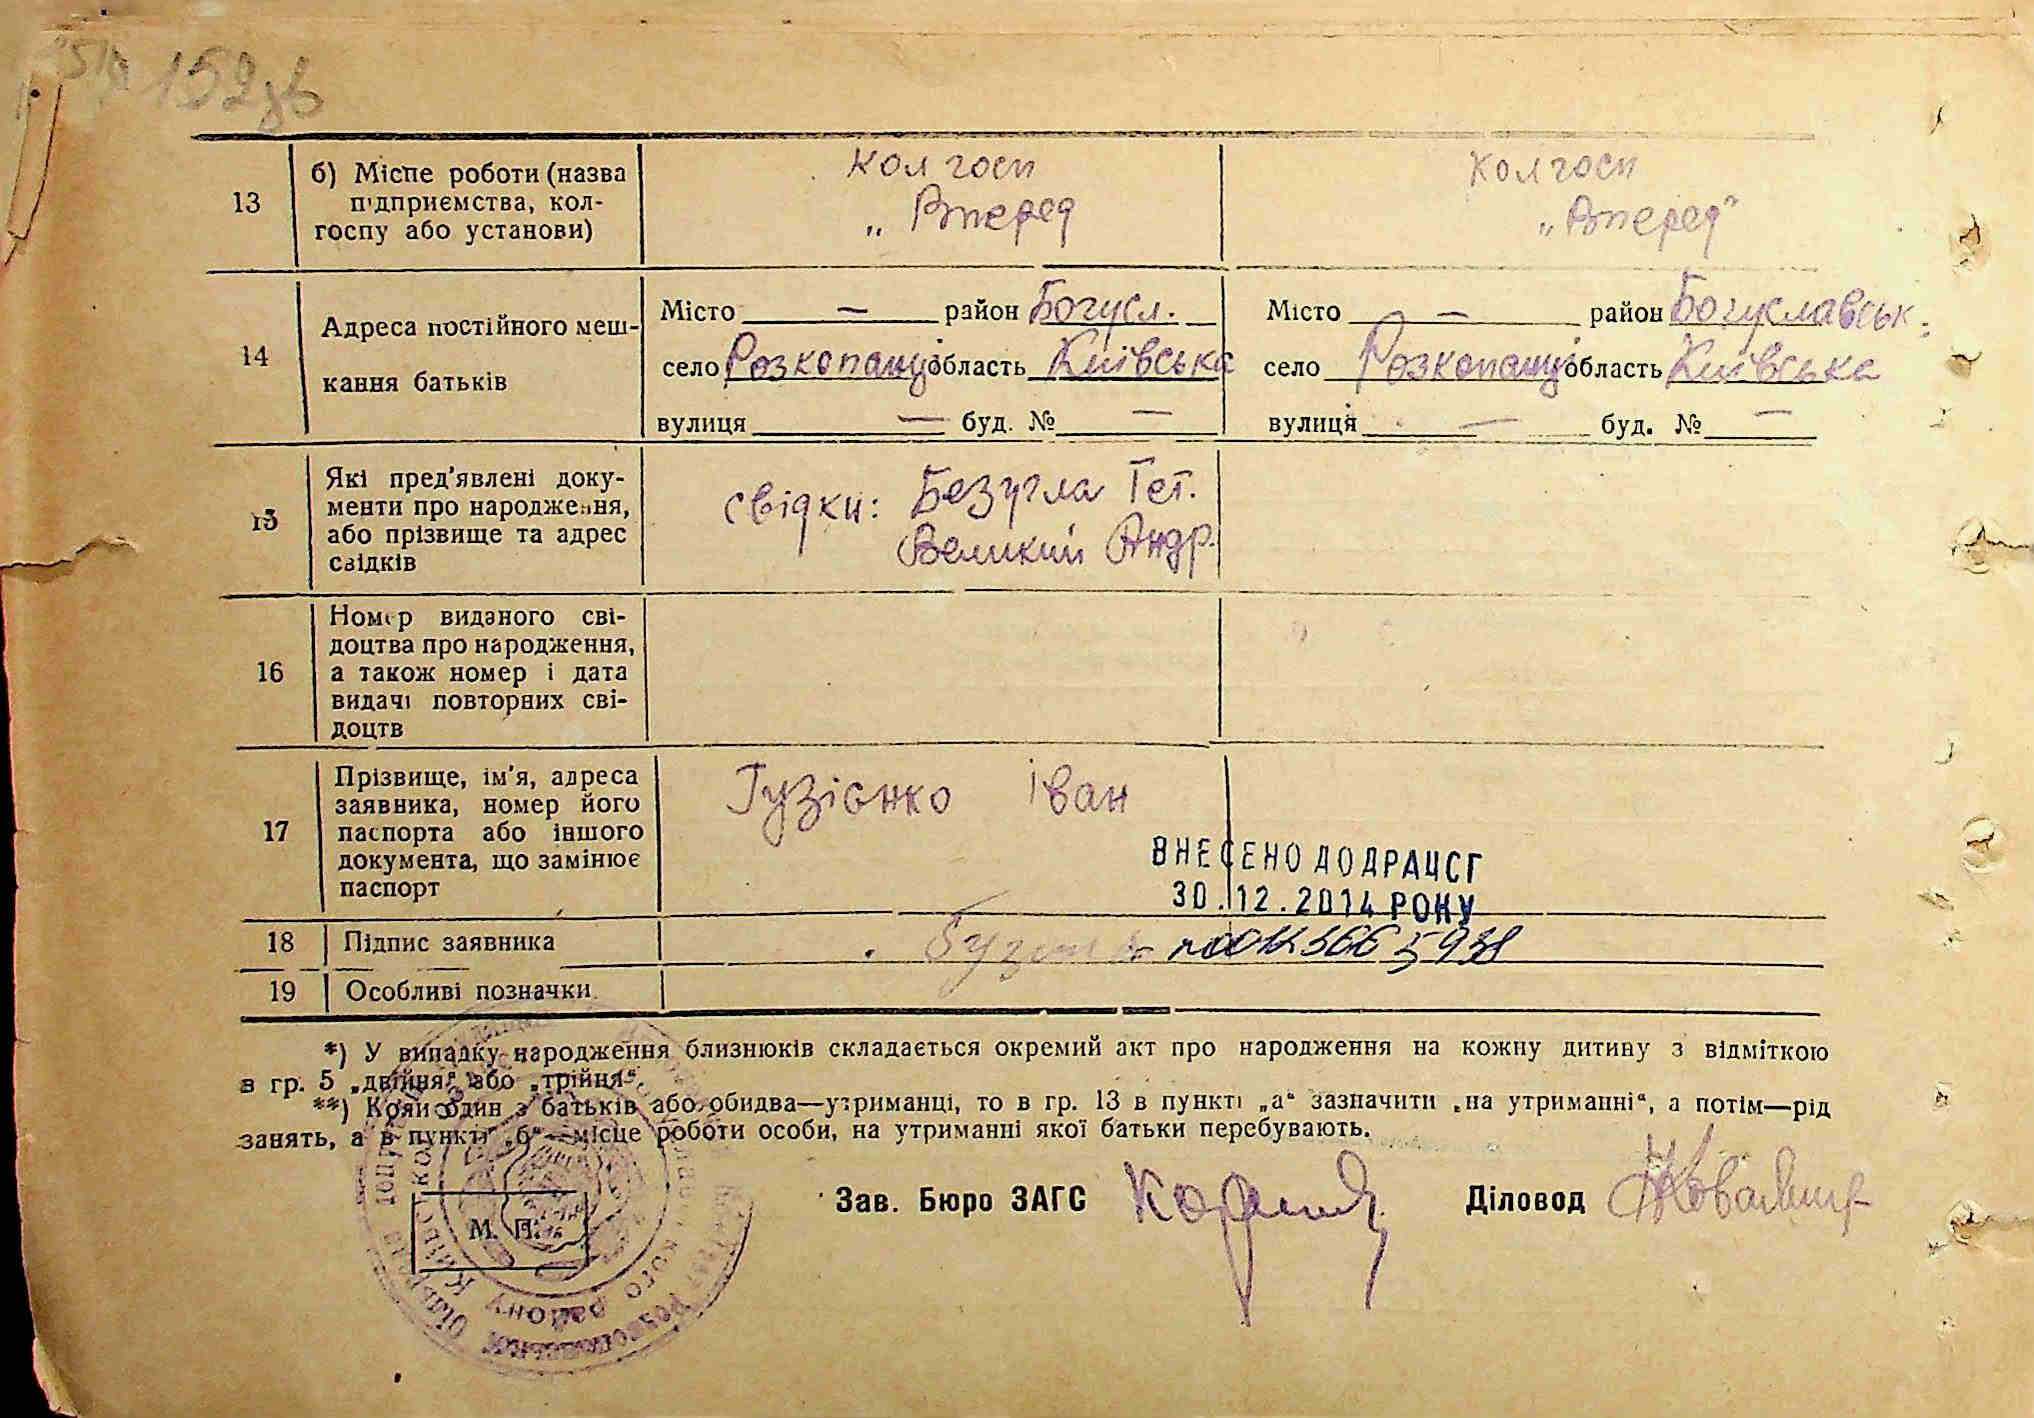 152зв
13
б) Місце роботи (назва
підприємства, кол-
госпу або установи)
колгосп
„Вперед
колгосп
„Вперед"
14
Адреса постійного меш-
кання батьків
Місто — район Богусл.
село Розкопанці область Київська
вулиця — буд. № —
Місто — район Богуславськ.
село Розкопанці область Київська
вулиця — буд. № —
15
Які пред'явлені доку-
менти про народження,
або прізвище та адрес
свідків
свідки: Безугла Тет.
Великий Андр.
16
Номер виданого сві-
доцтва про народження,
а також номер і дата
видачі повторних сві-
доцтв
17
Прізвище, ім'я, адреса
заявника, номер його
паспорта або іншого
документа, що замінює
паспорт
Гузієнко Іван
ВНЕСЕНО ДО ДРАЦСГ
30.12.2014 РОКУ
18 Підпис заявника
19 Особливі позначки
*) У випадку народження близнюків складається окремий акт про народження на кожну дитину з відміткою
в гр. 5 „двійня" або „трійня".
**) Коли один з батьків або обидва—утриманці, то в гр. 13 в пункті „а" зазначити „на утриманні", а потім—рід
занять, а в пункті „б"—місце роботи особи, на утриманні якої батьки перебувають.
Зав. Бюро ЗАГС
Діловод
М. П.
району